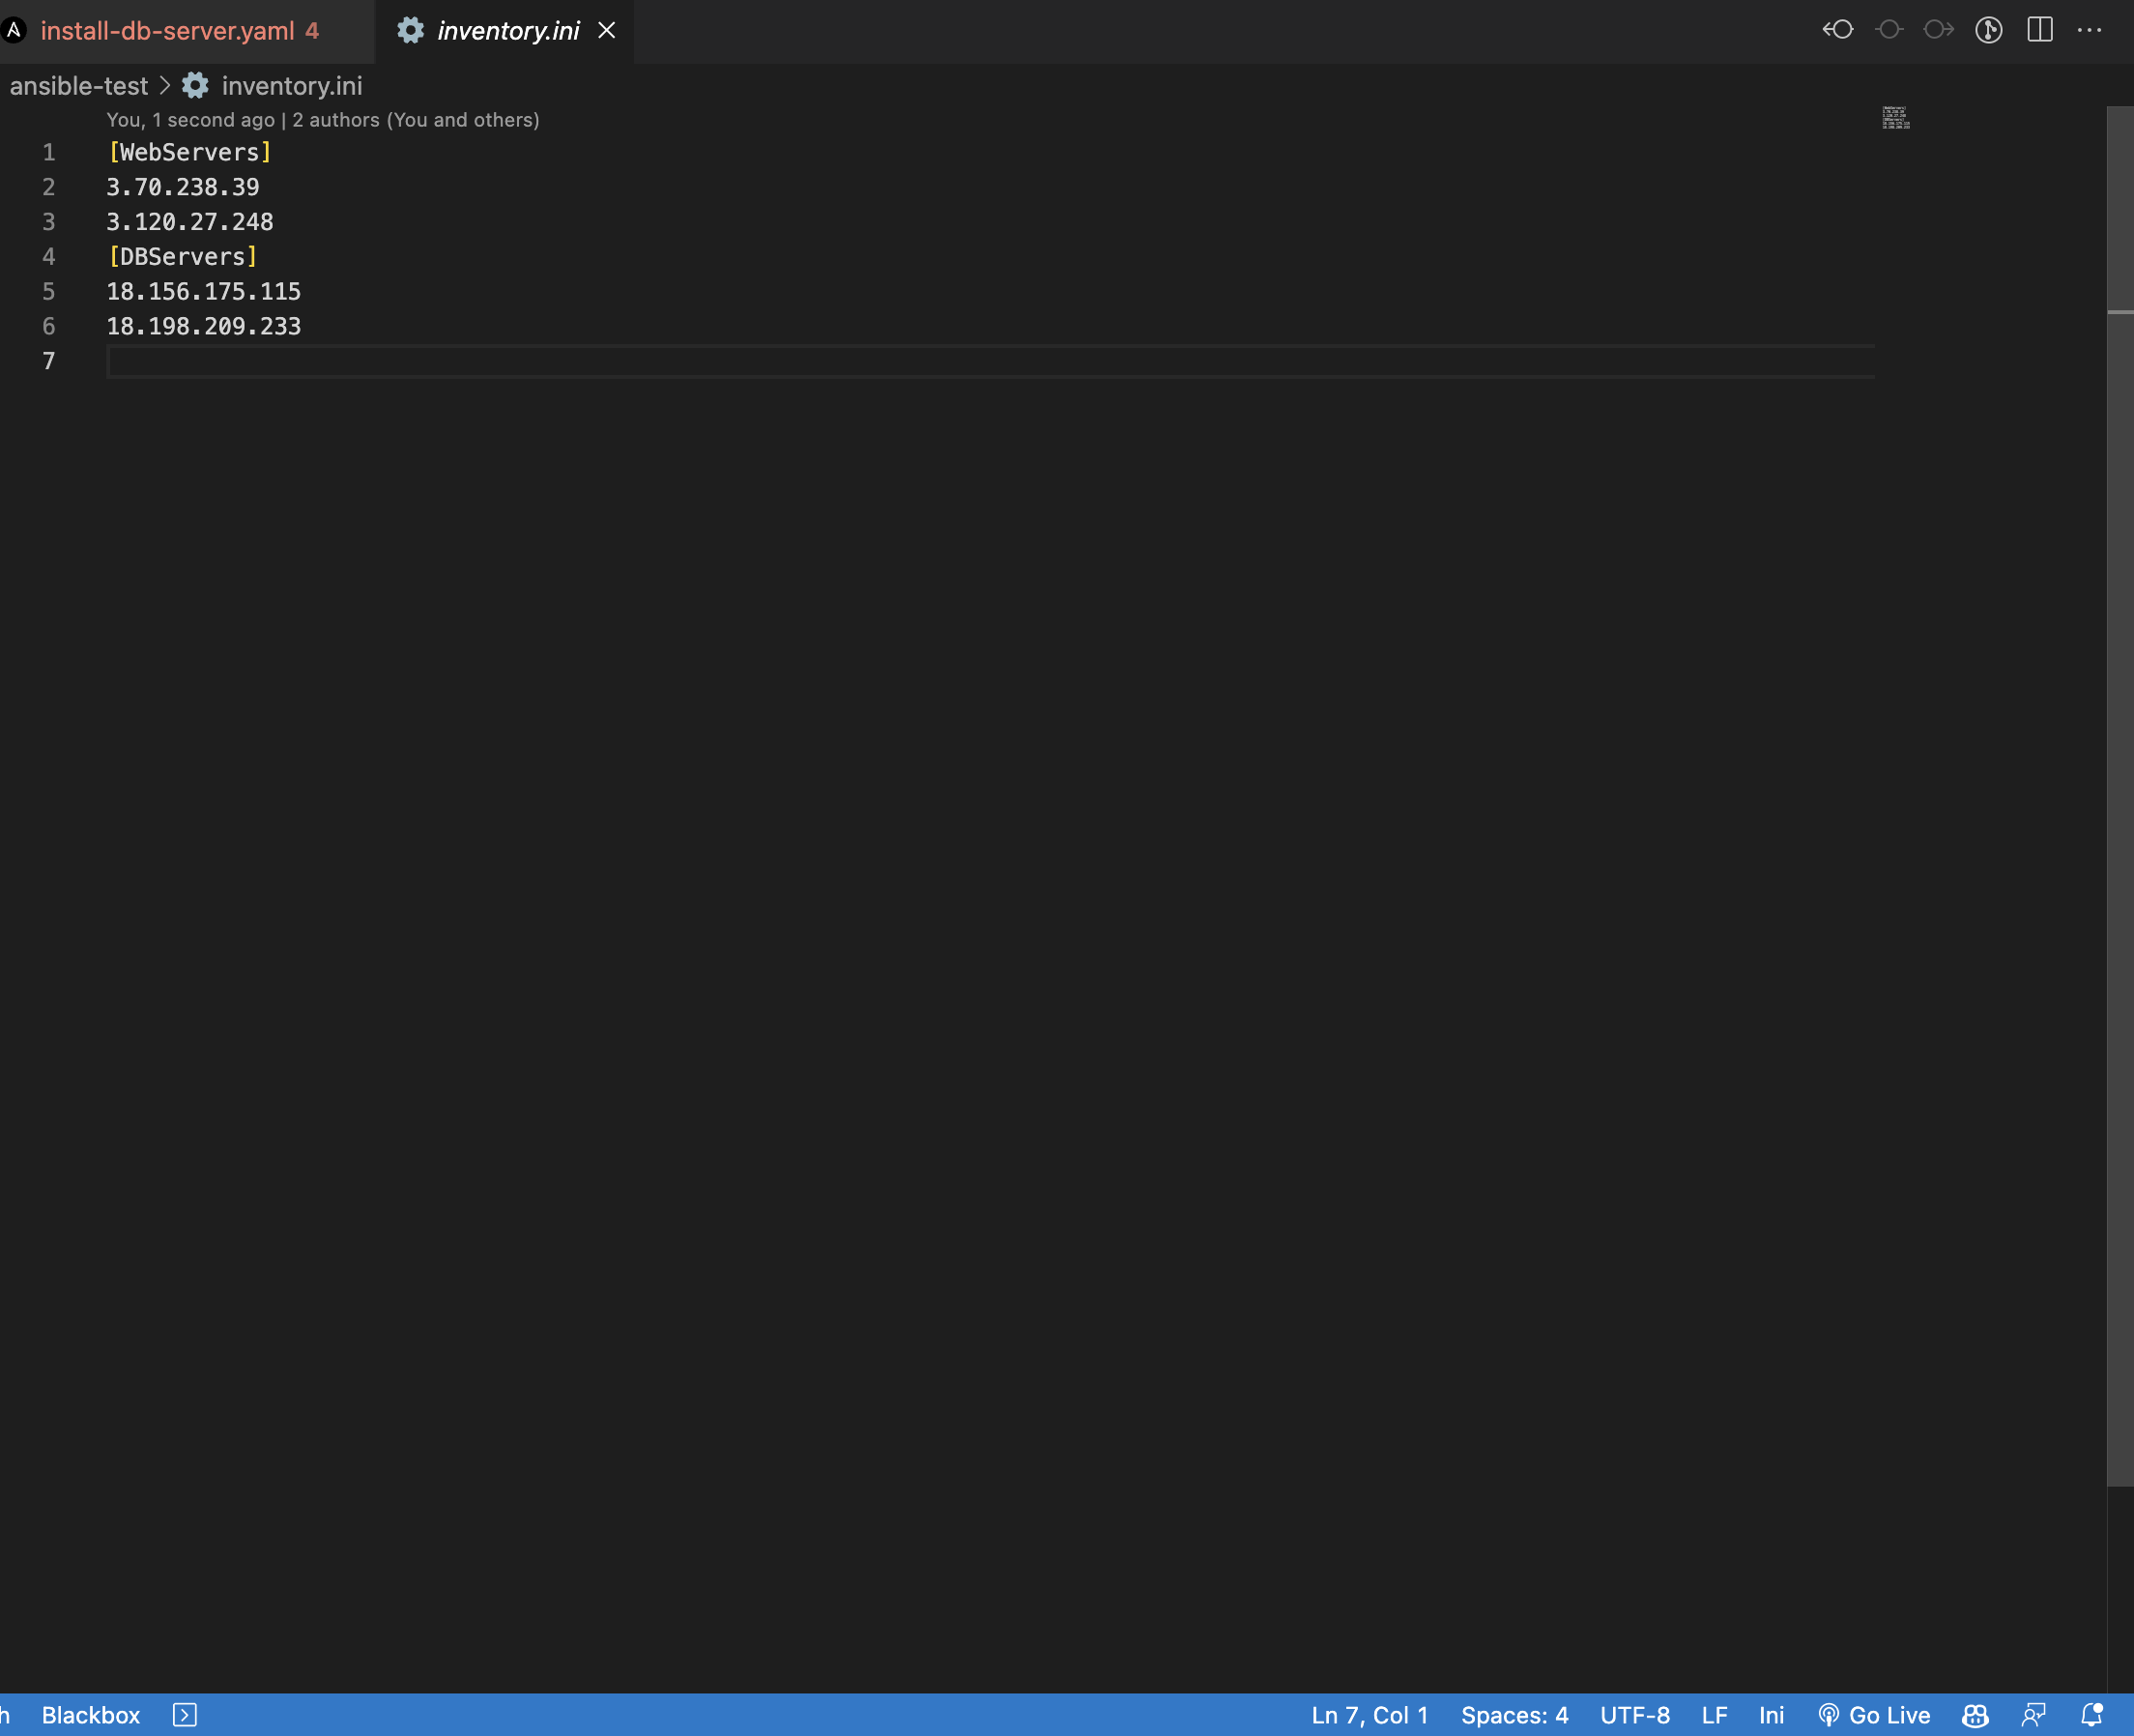 install-db-server.yaml 4 inventory.ini
ansible-test > inventory.ini
You, 1 second ago | 2 authors (You and others)
1 [WebServers]
2 3.70.238.39
3 3.120.27.248
4 [DBServers]
5 18.156.175.115
6 18.198.209.233
7
h Blackbox Ln 7, Col 1 Spaces: 4 UTF-8 LF Ini Go Live